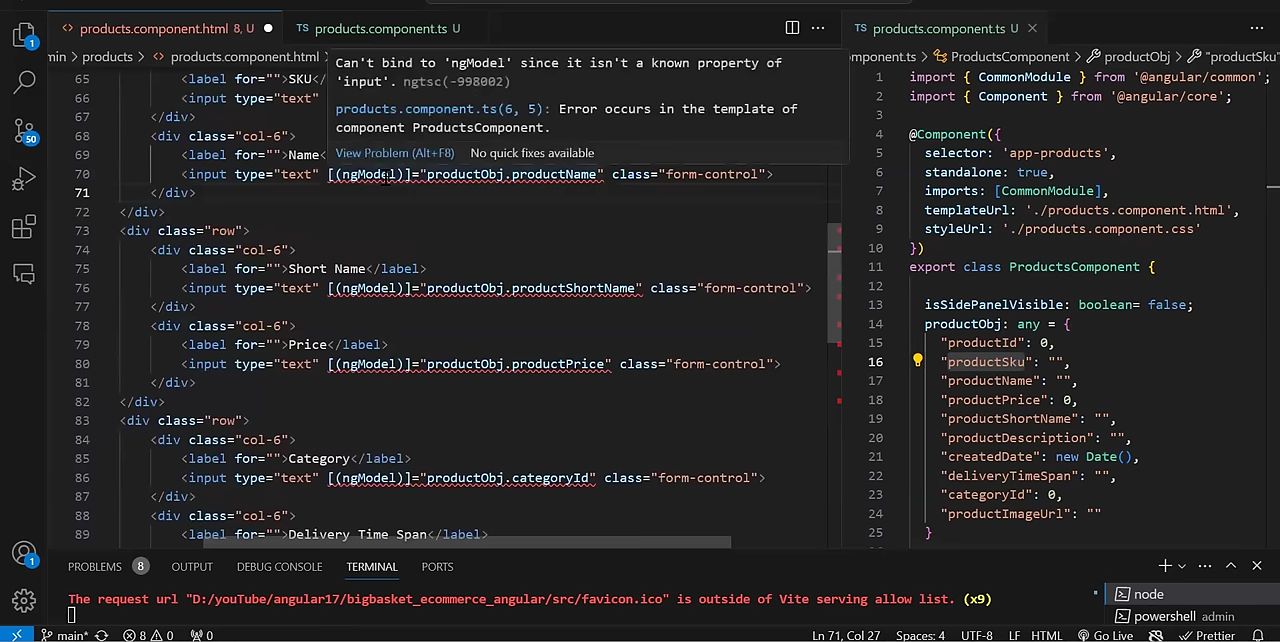 products.component.html 8, U
products.component.ts U
products.component.ts U
min > products > products.component.html
mponent.ts > ProductsComponent > productObj > "productSku"
65 <label for="">SKU</
66 <input type="text"
67 </div>
68 <div class="col-6">
69 <label for="">Name<
70 <input type="text" [(ngModel)]="productObj.productName" class="form-control">
71 </div>
72 </div>
73 <div class="row">
74 <div class="col-6">
75 <label for="">Short Name</label>
76 <input type="text" [(ngModel)]="productObj.productShortName" class="form-control">
77 </div>
78 <div class="col-6">
79 <label for="">Price</label>
80 <input type="text" [(ngModel)]="productObj.productPrice" class="form-control">
81 </div>
82 </div>
83 <div class="row">
84 <div class="col-6">
85 <label for="">Category</label>
86 <input type="text" [(ngModel)]="productObj.categoryId" class="form-control">
87 </div>
88 <div class="col-6">
89 <label for="">Delivery Time Span</label>
Can't bind to 'ngModel' since it isn't a known property of
'input'. ngtsc(-998002)
products.component.ts(6, 5): Error occurs in the template of
component ProductsComponent.
View Problem (Alt+F8) No quick fixes available
1 import { CommonModule } from '@angular/common';
2 import { Component } from '@angular/core';
3
4 @Component({
5 selector: 'app-products',
6 standalone: true,
7 imports: [CommonModule],
8 templateUrl: './products.component.html',
9 styleUrl: './products.component.css'
10 })
11 export class ProductsComponent {
12
13 isSidePanelVisible: boolean= false;
14 productObj: any = {
15 "productId": 0,
16 "productSku": "",
17 "productName": "",
18 "productPrice": 0,
19 "productShortName": "",
20 "productDescription": "",
21 "createdDate": new Date(),
22 "deliveryTimeSpan": "",
23 "categoryId": 0,
24 "productImageUrl": ""
25 }
1
50
1
PROBLEMS 8 OUTPUT DEBUG CONSOLE TERMINAL PORTS
The request url "D:/youTube/angular17/bigbasket_ecommerce_angular/src/favicon.ico" is outside of Vite serving allow list. (x9)
node
powershell admin
main* 8 0 0 Ln 71, Col 27 Spaces: 4 UTF-8 LF HTML Go Live Prettier